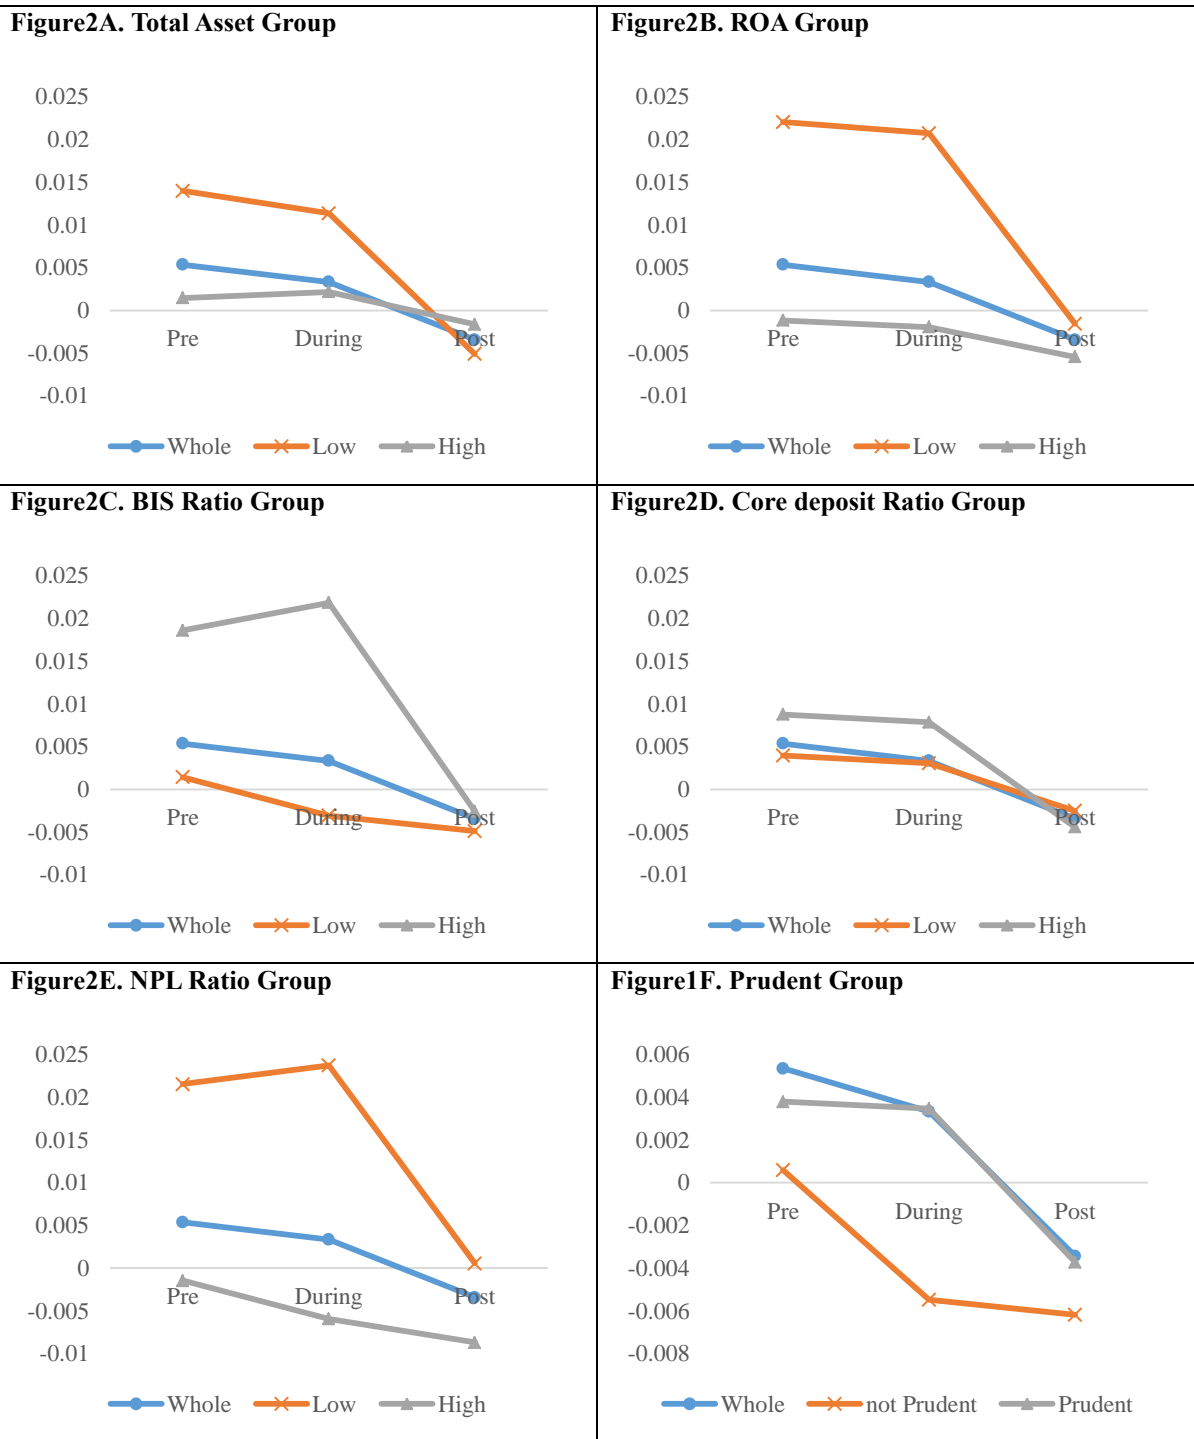 Figure2A. Total Asset Group
0.025
0.02
0.015
0.01
0.005
0
-0.005
-0.01
Pre During Post
Whole Low High
Figure2B. ROA Group
0.025
0.02
0.015
0.01
0.005
0
-0.005
-0.01
Pre During Post
Whole Low High
Figure2C. BIS Ratio Group
0.025
0.02
0.015
0.01
0.005
0
-0.005
-0.01
Pre During Post
Whole Low High
Figure2D. Core deposit Ratio Group
0.025
0.02
0.015
0.01
0.005
0
-0.005
-0.01
Pre During Post
Whole Low High
Figure2E. NPL Ratio Group
0.025
0.02
0.015
0.01
0.005
0
-0.005
-0.01
Pre During Post
Whole Low High
Figure1F. Prudent Group
0.006
0.004
0.002
0
-0.002
-0.004
-0.006
-0.008
Pre During Post
Whole not Prudent Prudent